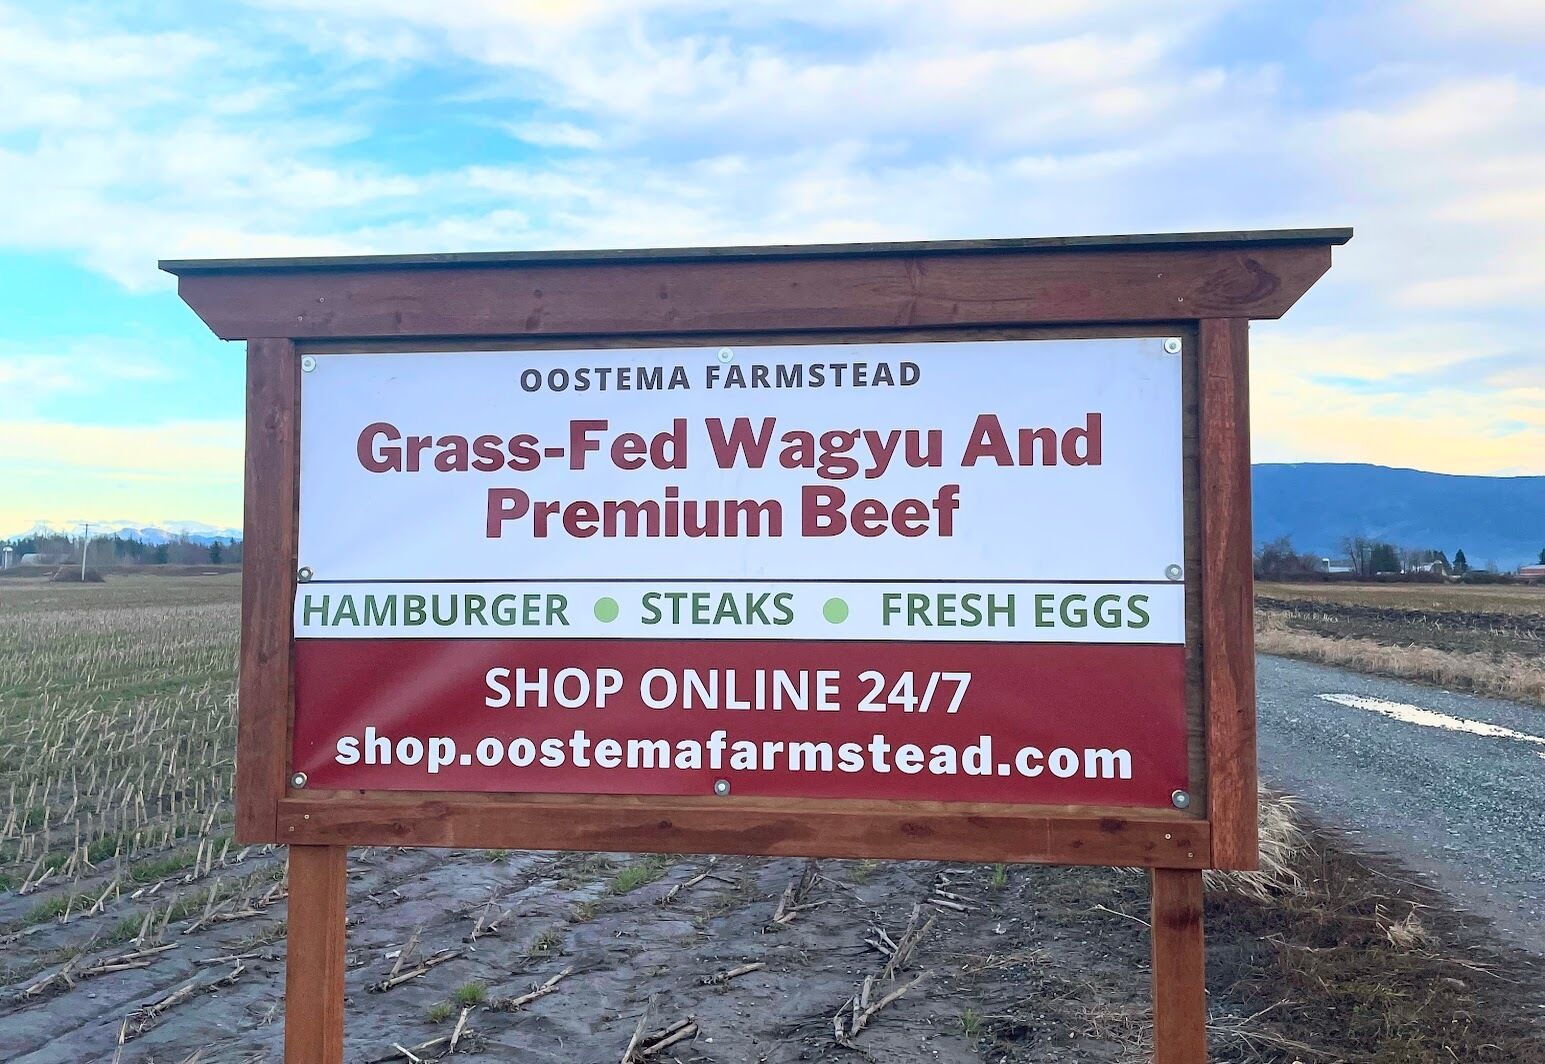 OOSTEMA FARMSTEAD
Grass-Fed Wagyu And
Premium Beef
HAMBURGER ● STEAKS ● FRESH EGGS
SHOP ONLINE 24/7
shop.oostemafarmstead.com